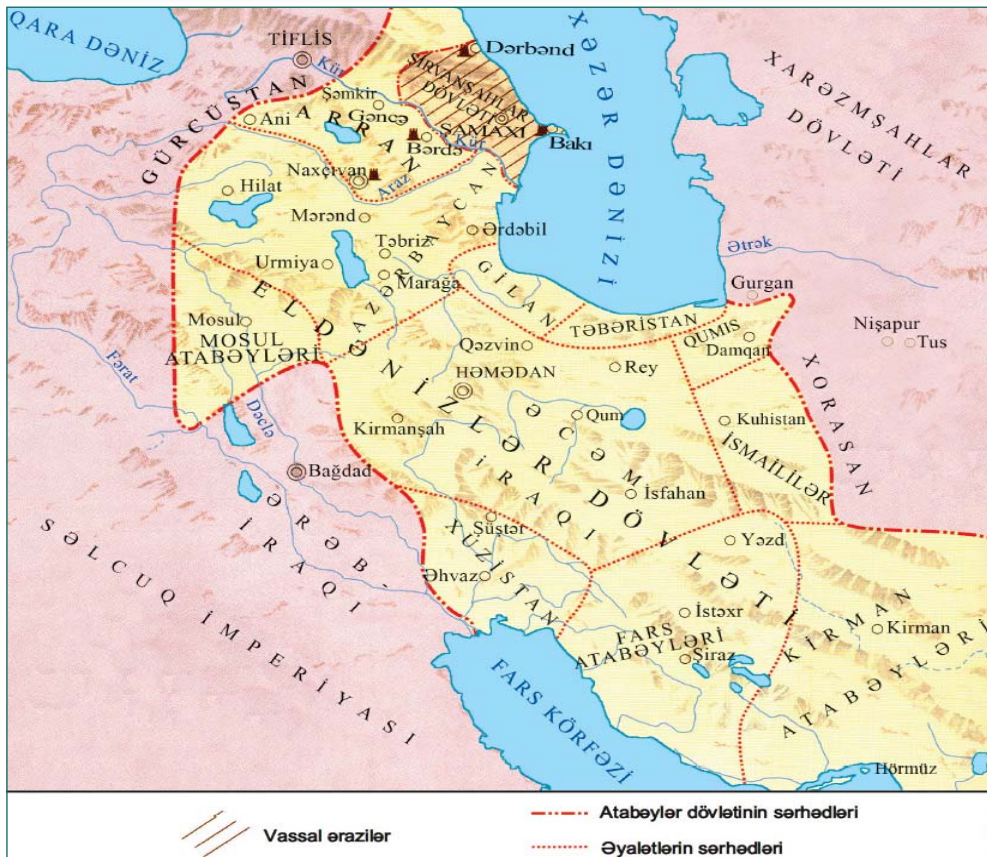 QARA DƏNİZ
TİFLİS
Kür
GÜRCÜSTAN
Dərbənd
ŞİRVANŞAHLAR
DÖVLƏTİ
ŞAMAXI
Bakı
XƏZƏR DƏNİZİ
XARƏZMŞAHLAR
DÖVLƏTİ
Şəmkir
Gəncə
Ani
ARRAN
Bərdə
Kür
Naxçıvan
Araz
Hilat
Mərənd
Təbriz
Ərdəbil
Urmiya
Marağa
AZƏRBAYCAN
GİLAN
Ətrək
Gurgan
TƏBƏRİSTAN
QUMIS
Damqan
Nişapur
Tus
Mosul
MOSUL
ATABƏYLƏRİ
ELDƏNİZLƏR DÖVLƏTİ
Qəzvin
Rey
HƏMƏDAN
XORASAN
Fərat
Dəclə
Kirmanşah
Qum
Kuhistan
ƏCƏM
İRAQI
İSMAİLİLƏR
Bağdad
İsfahan
ƏRƏB-
İRAQI
Şüştər
XÜZİSTAN
Yəzd
SƏLCUQ İMPERİYASI
Əhvaz
İstəxr
FARS
ATABƏYLƏRİ
Şiraz
KİRMAN
Kirman
ATABƏYLƏRİ
FARS KÖRFƏZİ
Hörmüz
Vassal ərazilər
Atabəylər dövlətinin sərhədləri
Əyalətlərin sərhədləri